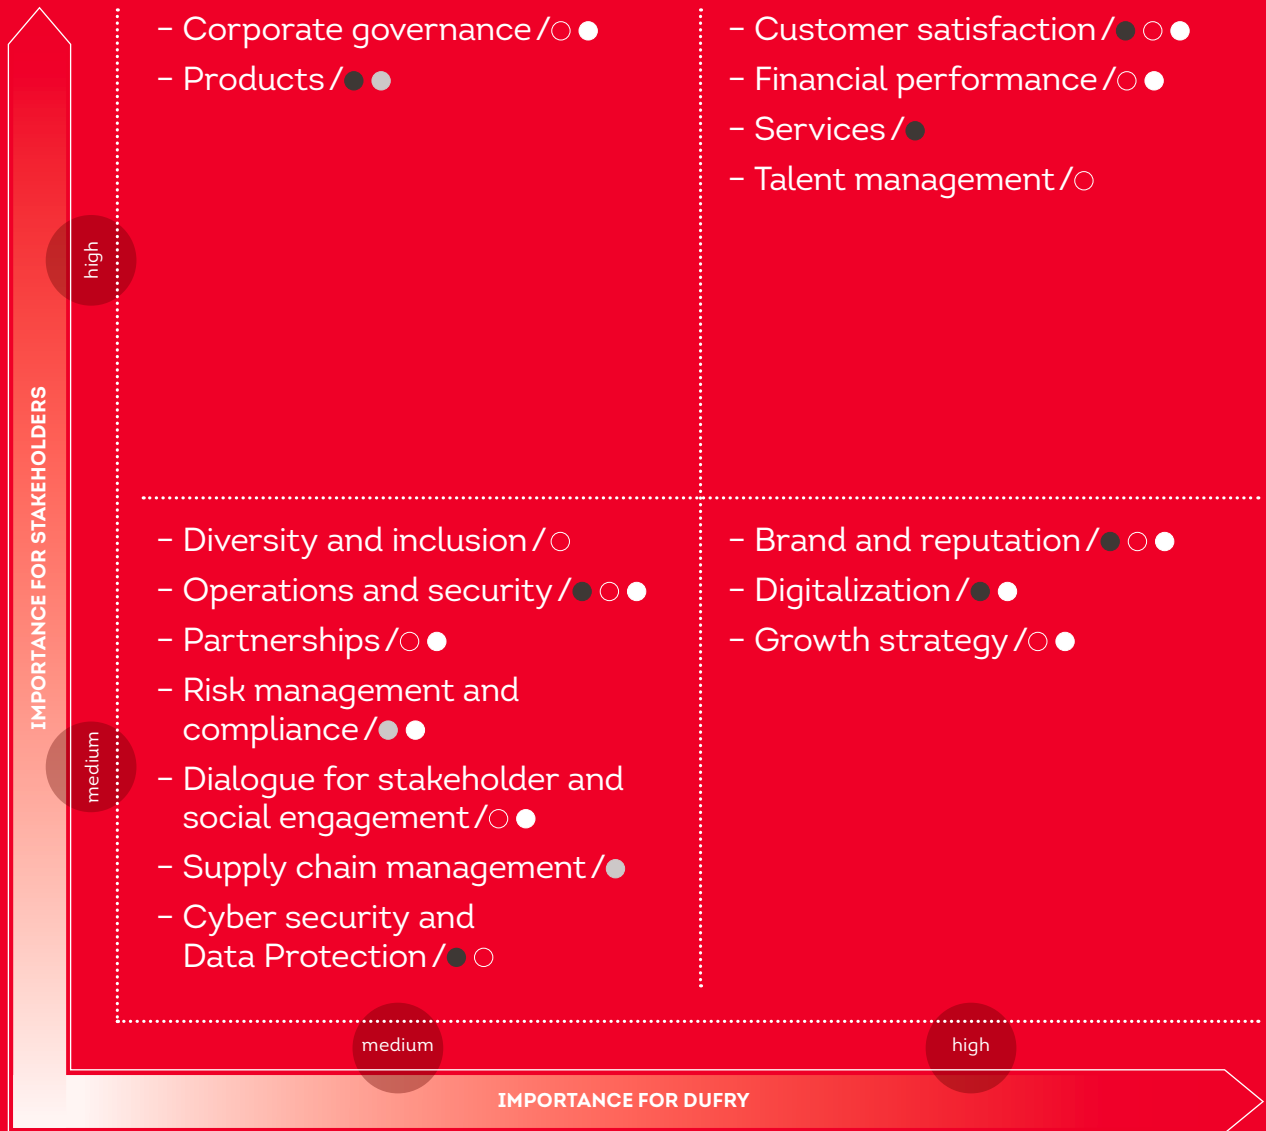 – Corporate governance /
– Products /
– Customer satisfaction /
– Financial performance /
– Services /
– Talent management /
high
IMPORTANCE FOR STAKEHOLDERS
– Diversity and inclusion /
– Operations and security /
– Partnerships /
– Risk management and
compliance /
– Dialogue for stakeholder and
social engagement /
– Supply chain management /
– Cyber security and
Data Protection /
– Brand and reputation /
– Digitalization /
– Growth strategy /
medium
medium
high
IMPORTANCE FOR DUFRY